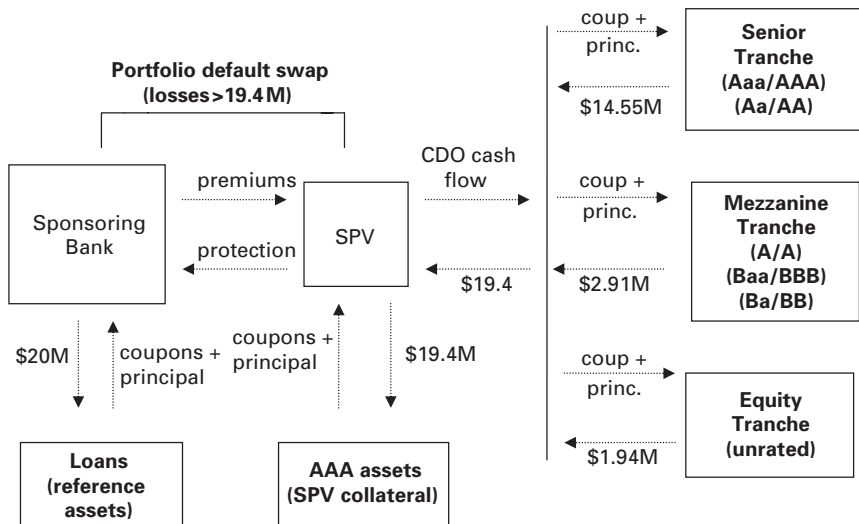 Portfolio default swap
(losses>19.4M)
Sponsoring
Bank
premiums
protection
SPV
CDO cash
flow
$19.4
$20M
coupons +
principal
coupons +
principal
$19.4M
Loans
(reference
assets)
AAA assets
(SPV collateral)
coup +
princ.
$14.55M
Senior
Tranche
(Aaa/AAA)
(Aa/AA)
coup +
princ.
$2.91M
Mezzanine
Tranche
(A/A)
(Baa/BBB)
(Ba/BB)
coup +
princ.
$1.94M
Equity
Tranche
(unrated)